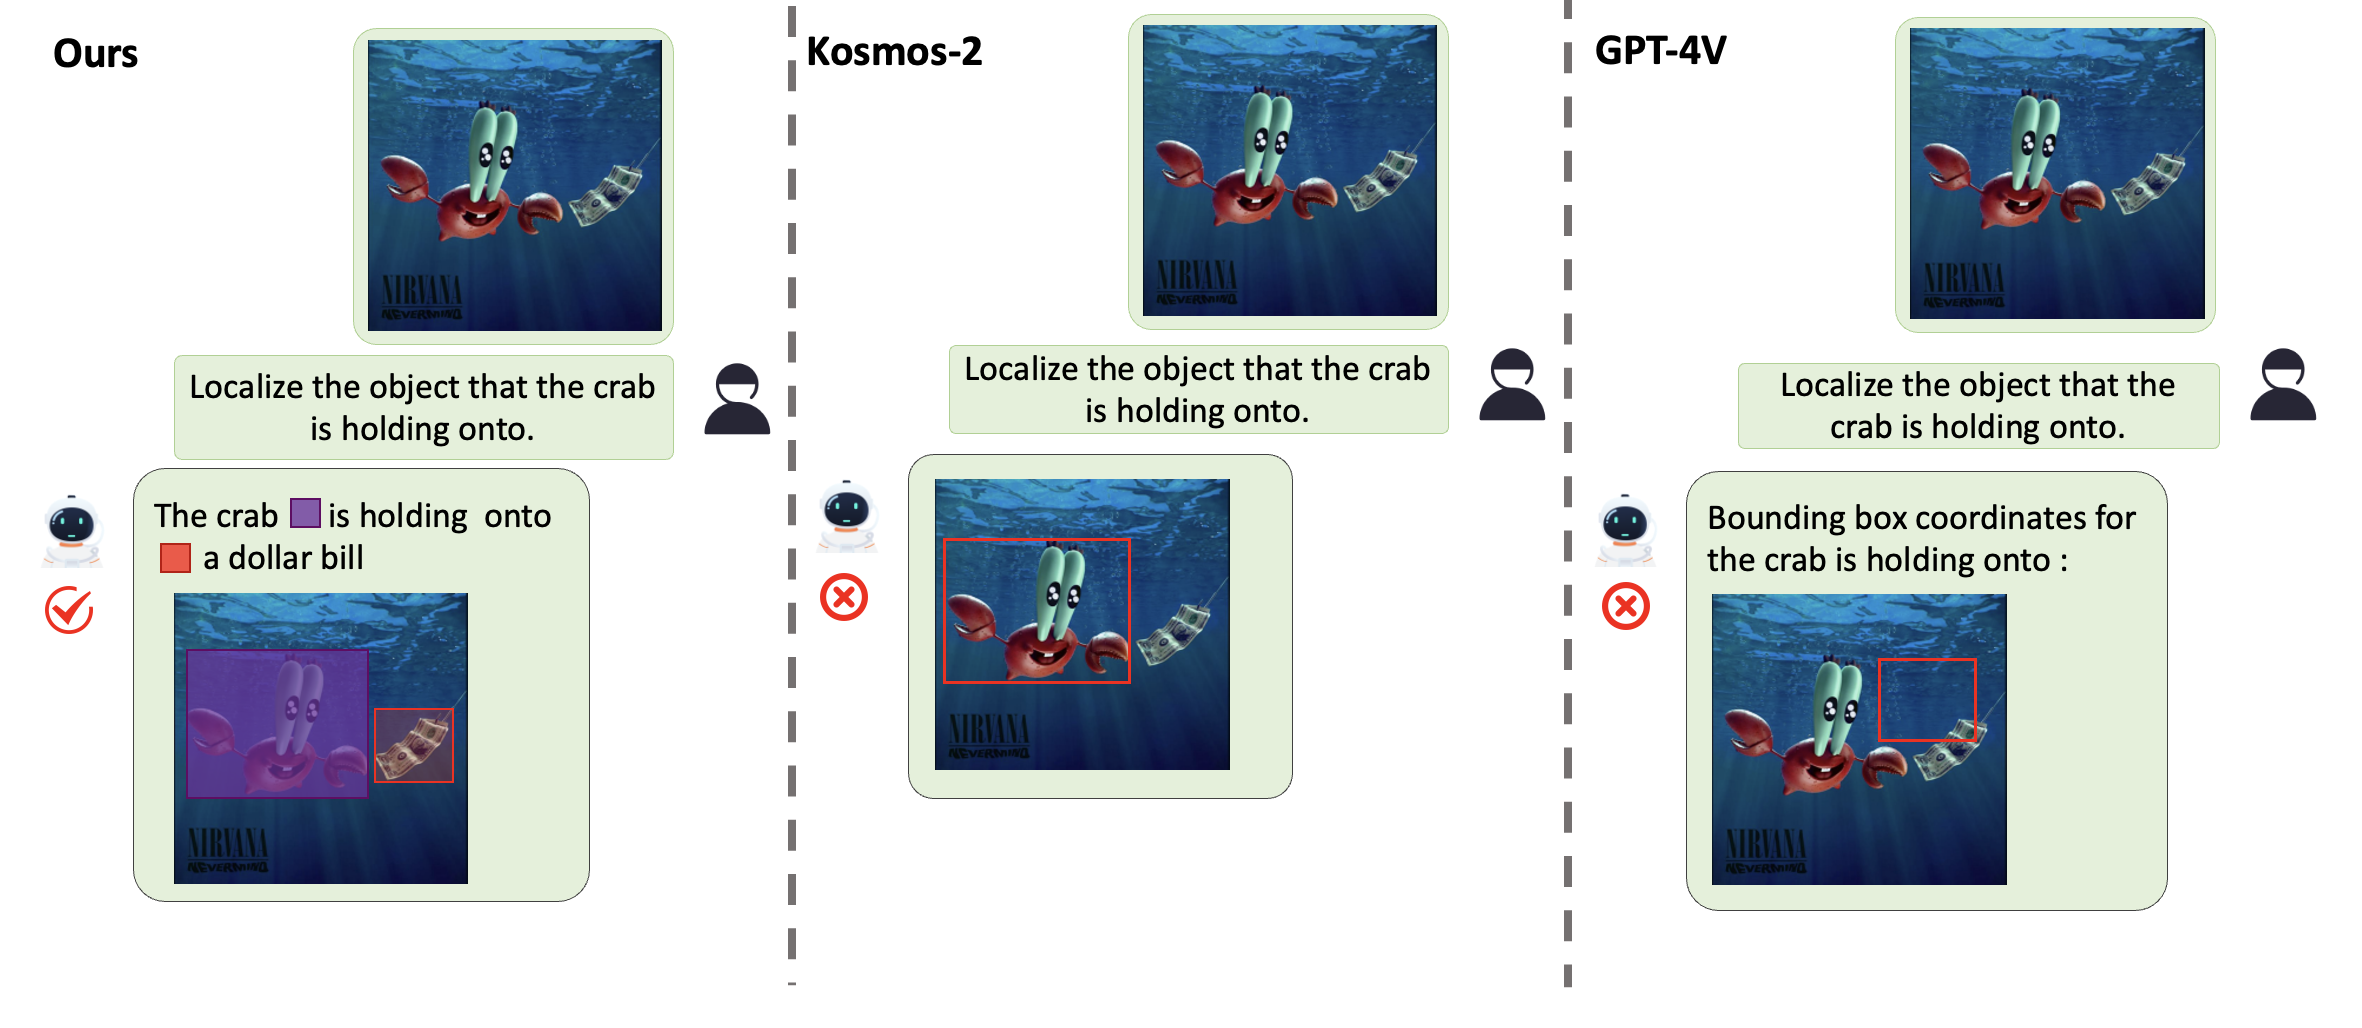 Ours
NIRVANA
NEVERMIND
Localize the object that the crab
is holding onto.
The crab is holding onto
a dollar bill
NIRVANA
NEVERMIND
Kosmos-2
NIRVANA
NEVERMIND
Localize the object that the crab
is holding onto.
NIRVANA
NEVERMIND
GPT-4V
NIRVANA
NEVERMIND
Localize the object that the
crab is holding onto.
Bounding box coordinates for
the crab is holding onto :
NIRVANA
NEVERMIND